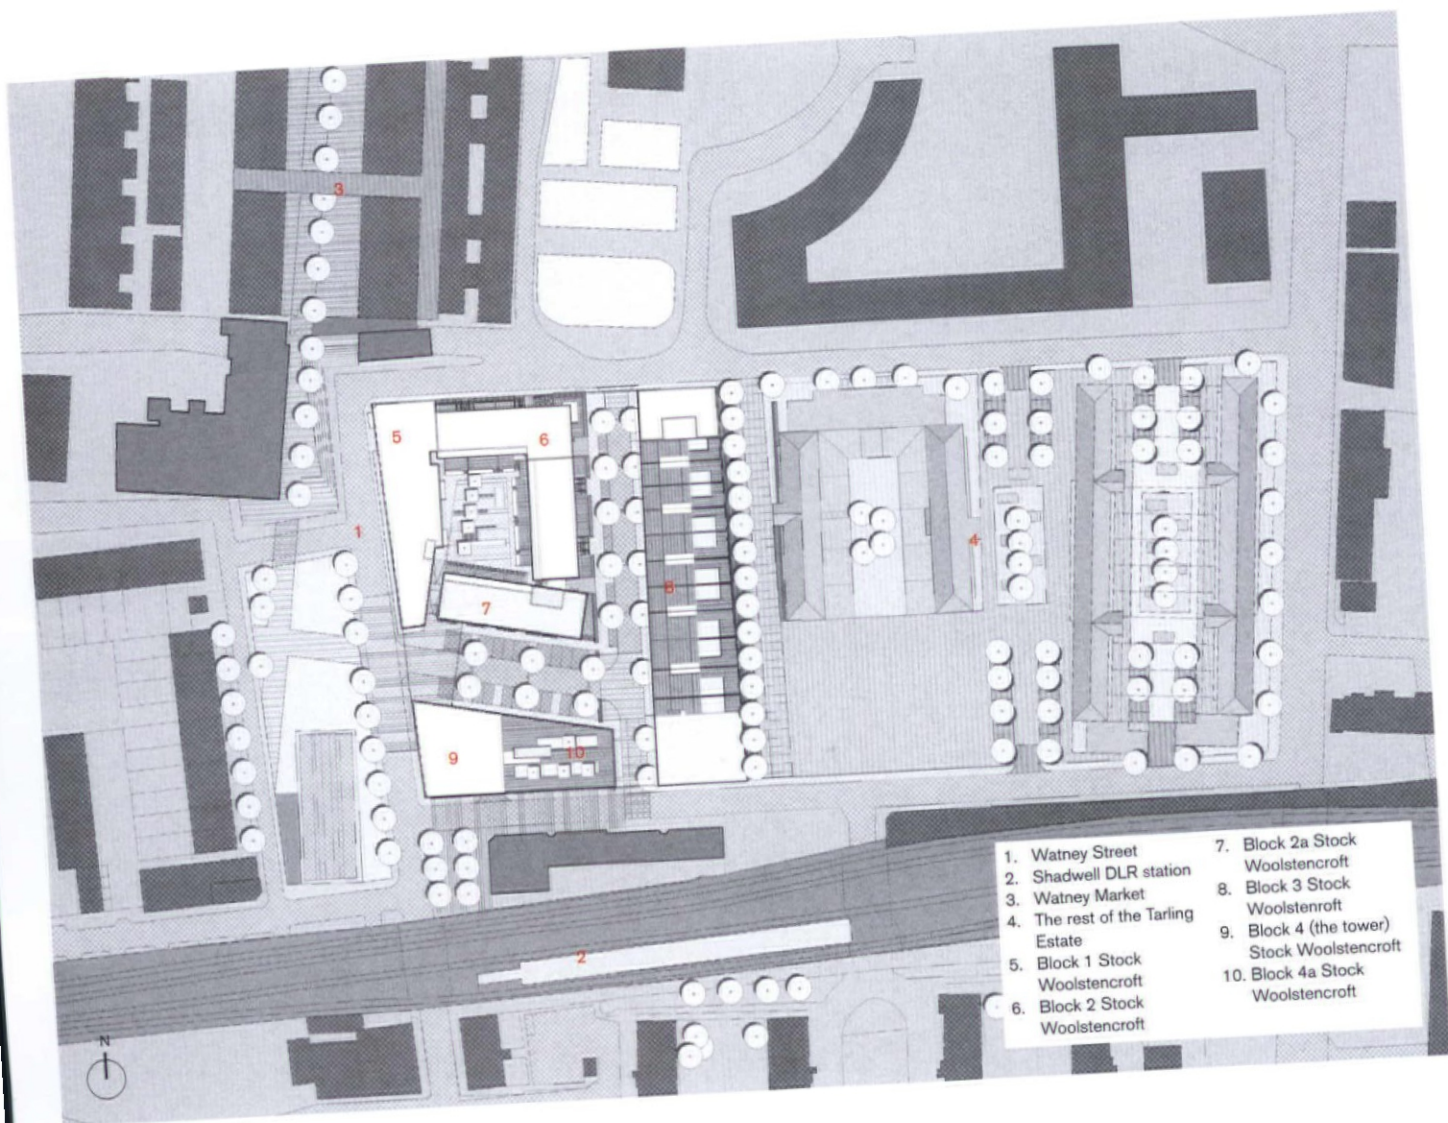 3
5
6
1
4
8
7
9
10
2
N
1. Watney Street
2. Shadwell DLR station
3. Watney Market
4. The rest of the Tarling
Estate
5. Block 1 Stock
Woolstencroft
6. Block 2 Stock
Woolstencroft
7. Block 2a Stock
Woolstencroft
8. Block 3 Stock
Woolstenroft
9. Block 4 (the tower)
Stock Woolstencroft
10. Block 4a Stock
Woolstencroft